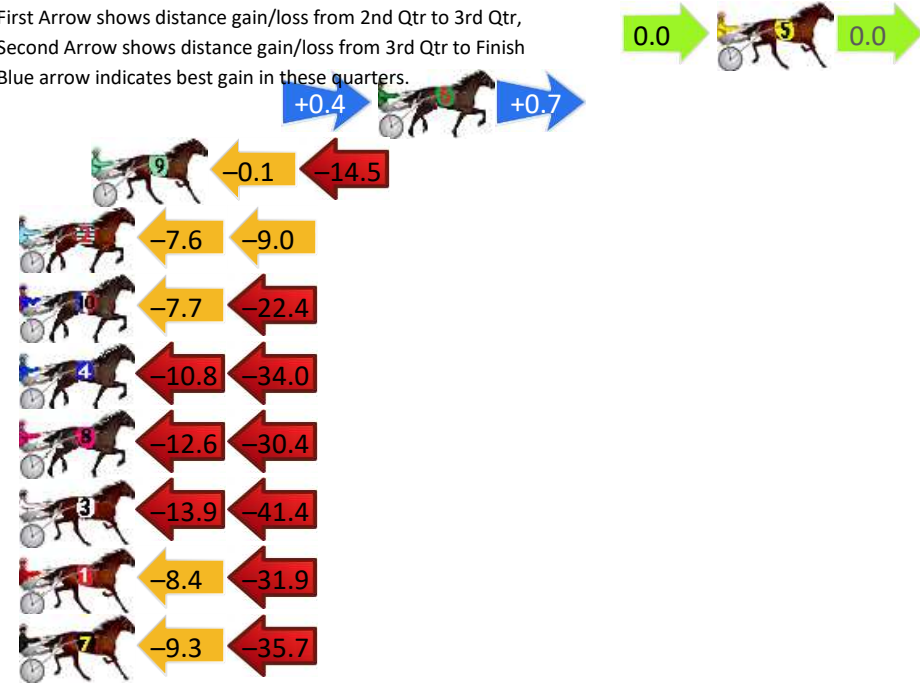 First Arrow shows distance gain/loss from 2nd Qtr to 3rd Qtr,
Second Arrow shows distance gain/loss from 3rd Qtr to Finish
Blue arrow indicates best gain in these quarters.
0.0 5 0.0
+0.4 6 +0.7
9 –0.1 –14.5
2 –7.6 –9.0
10 –7.7 –22.4
4 –10.8 –34.0
8 –12.6 –30.4
3 –13.9 –41.4
1 –8.4 –31.9
7 –9.3 –35.7